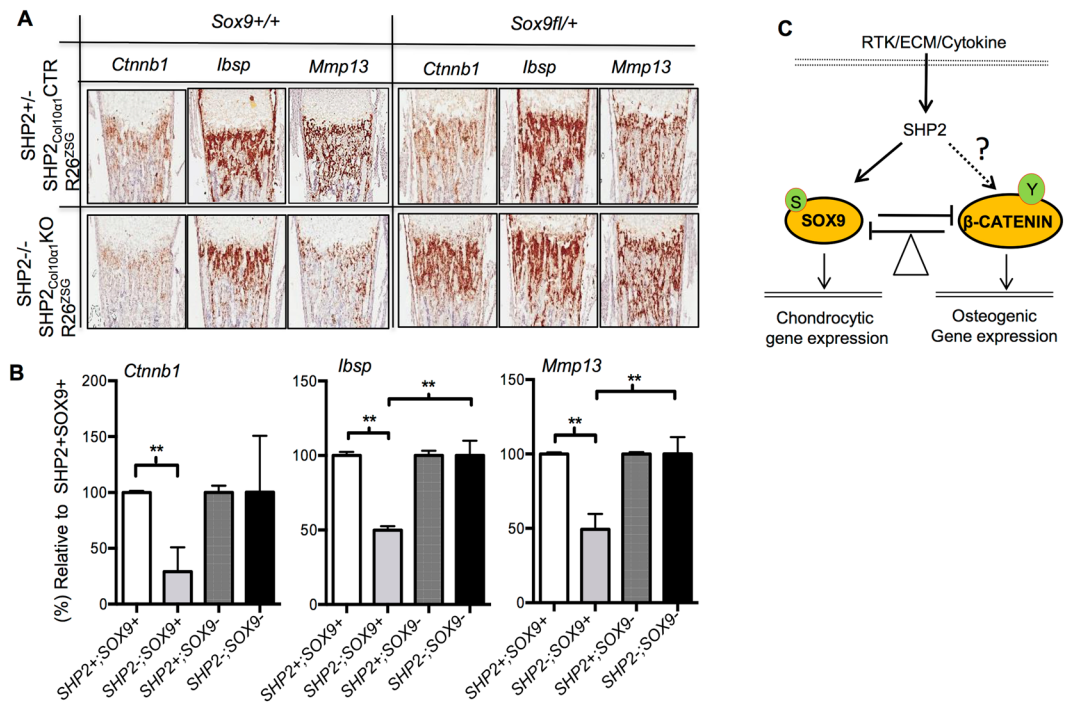 A
Sox9+/+
Sox9fl/+
Ctnnb1
Ibsp
Mmp13
Ctnnb1
Ibsp
Mmp13
SHP2+/-
SHP2Col10α1CTR
R26ZSG
SHP2-/-
SHP2Col10α1KO
R26ZSG
B
(%) Relative to SHP2+SOX9+
Ctnnb1
200
150
100
50
0
**
SHP2+;SOX9+
SHP2-;SOX9+
SHP2+;SOX9-
SHP2-;SOX9-
Ibsp
150
100
50
0
**
**
SHP2+;SOX9+
SHP2-;SOX9+
SHP2+;SOX9-
SHP2-;SOX9-
Mmp13
150
100
50
0
**
**
SHP2+;SOX9+
SHP2-;SOX9+
SHP2+;SOX9-
SHP2-;SOX9-
C
RTK/ECM/Cytokine
SHP2
?
S
SOX9
Y
β-CATENIN
Chondrocytic
gene expression
Osteogenic
Gene expression